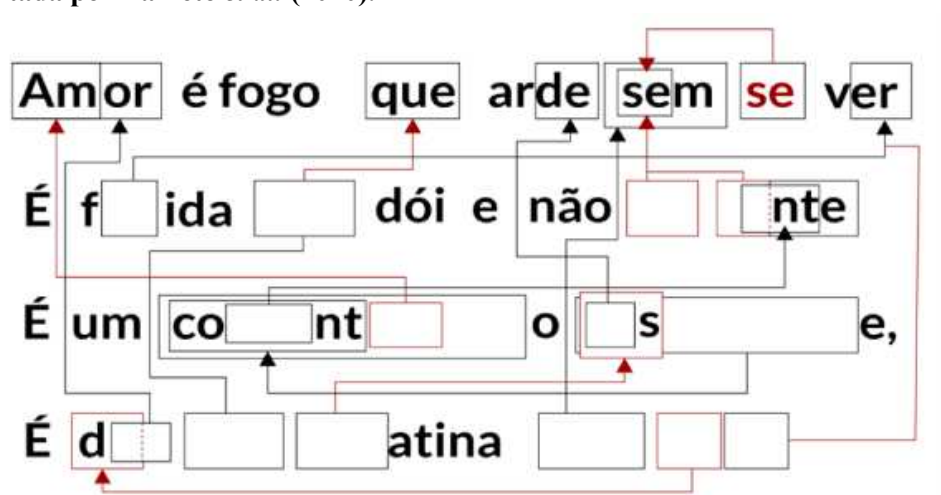 Amor é fogo que arde sem se ver
É f ida dói e não nte
É um co nt o s e,
É d atina